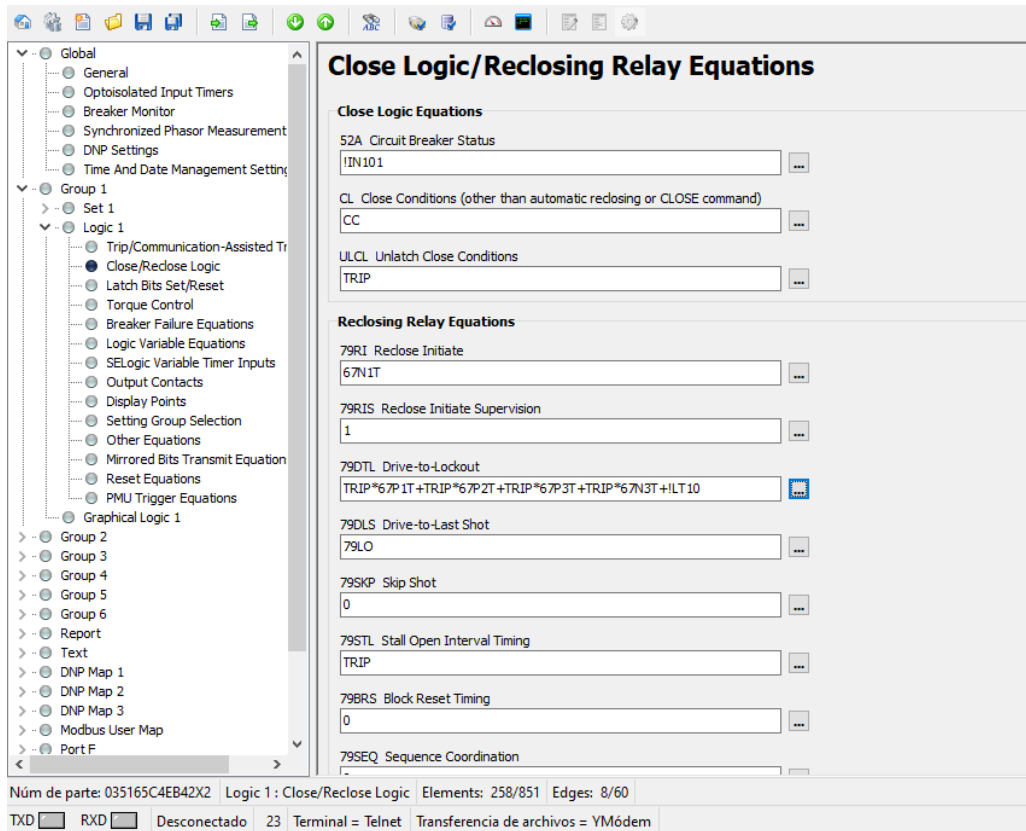 ABC
Global
General
Optoisolated Input Timers
Breaker Monitor
Synchronized Phasor Measurement
DNP Settings
Time And Date Management Setting
Group 1
Set 1
Logic 1
Trip/Communication-Assisted Tr
Close/Reclose Logic
Latch Bits Set/Reset
Torque Control
Breaker Failure Equations
Logic Variable Equations
SELogic Variable Timer Inputs
Output Contacts
Display Points
Setting Group Selection
Other Equations
Mirrored Bits Transmit Equation
Reset Equations
PMU Trigger Equations
Graphical Logic 1
Group 2
Group 3
Group 4
Group 5
Group 6
Report
Text
DNP Map 1
DNP Map 2
DNP Map 3
Modbus User Map
Port F
Close Logic/Reclosing Relay Equations
Close Logic Equations
52A Circuit Breaker Status
!IN101
...
CL Close Conditions (other than automatic reclosing or CLOSE command)
CC
...
ULCL Unlatch Close Conditions
TRIP
...
Reclosing Relay Equations
79RI Reclose Initiate
67N1T
...
79RIS Reclose Initiate Supervision
1
...
79DTL Drive-to-Lockout
TRIP*67P1T+TRIP*67P2T+TRIP*67P3T+TRIP*67N3T+!LT10
...
79DLS Drive-to-Last Shot
79LO
...
79SKP Skip Shot
0
...
79STL Stall Open Interval Timing
TRIP
...
79BRS Block Reset Timing
0
...
79SEQ Sequence Coordination
Núm de parte: 035165C4EB42X2 Logic 1 : Close/Reclose Logic Elements: 258/851 Edges: 8/60
TXD RXD Desconectado 23 Terminal = Telnet Transferencia de archivos = YMódem